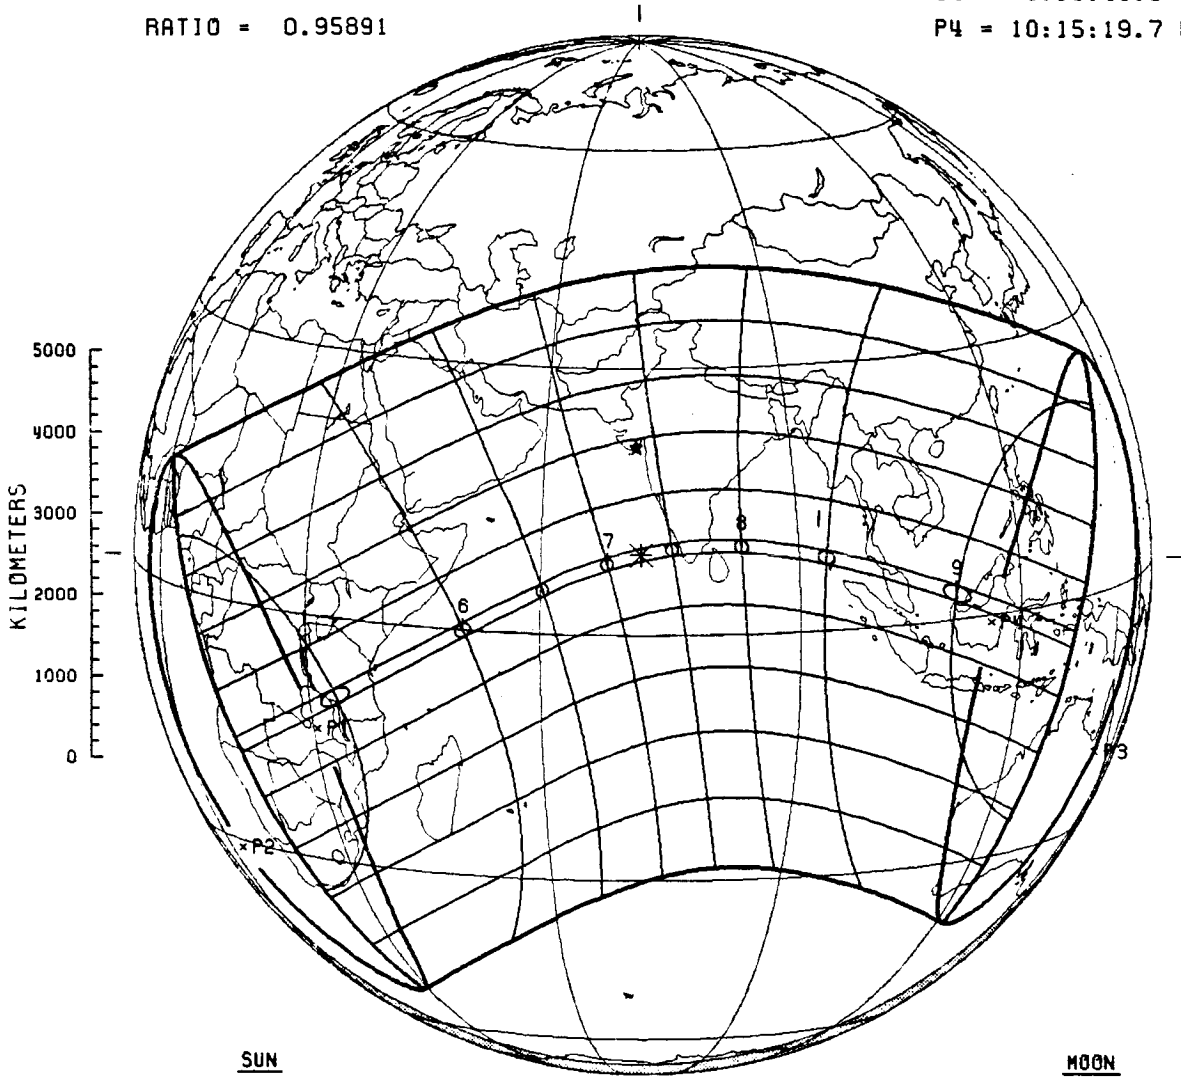 RATIO = 0.95891
P4 = 10:15:19.7
5000
4000
3000
2000
1000
0
KILOMETERS
6
7
8
9
P1
P2
P3
P4
SUN
MOON